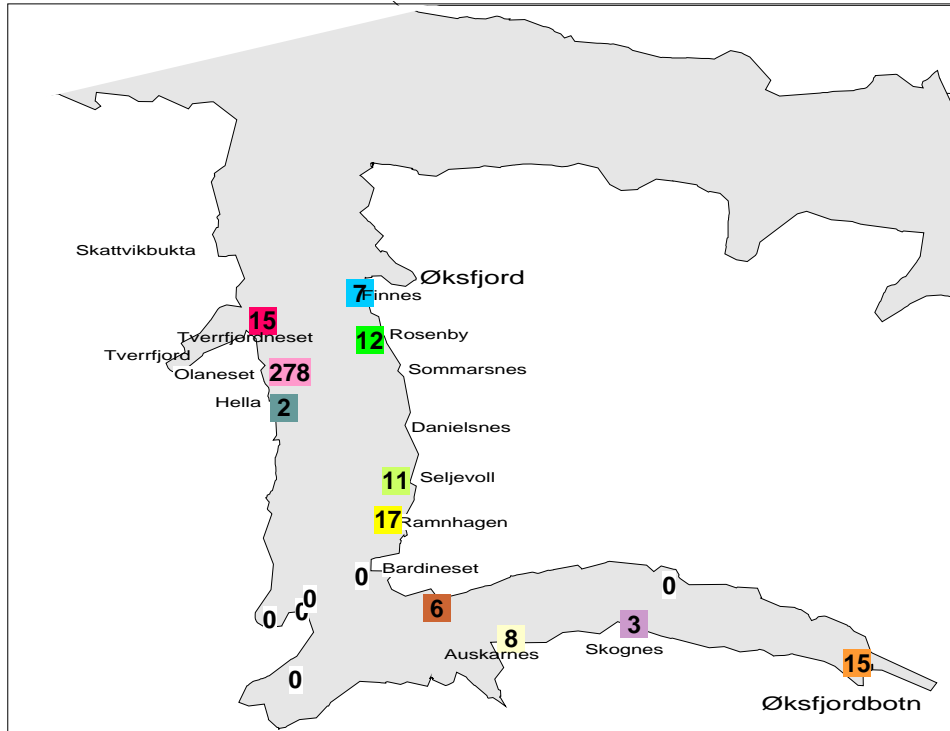 Skattvikbukta
Øksfjord
7
Finnes
15
Tverrfjordneset
12
Rosenby
Tverrfjord
Olaneset
278
Sommarsnes
Hella
2
Danielsnes
11
Seljevoll
17
Ramnhagen
Bardineset
0
0
0
0
0
6
8
Auskarnes
3
Skognes
0
15
Øksfjordbotn